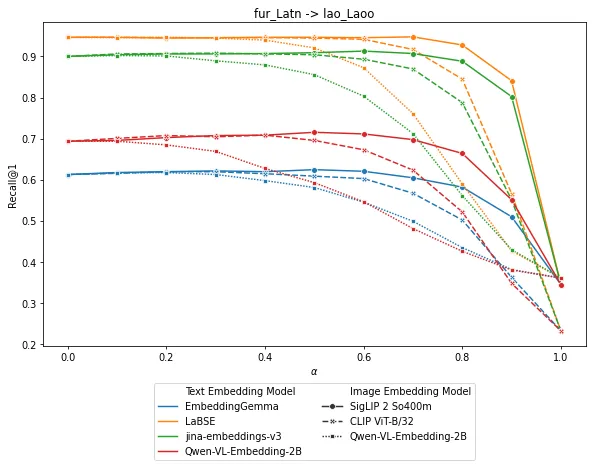 fur_Latn -> lao_Laoo
Recall@1
0.9
0.8
0.7
0.6
0.5
0.4
0.3
0.2
0.0 0.2 0.4 0.6 0.8 1.0
α
Text Embedding Model
EmbeddingGemma
LaBSE
jina-embeddings-v3
Qwen-VL-Embedding-2B
Image Embedding Model
SigLIP 2 So400m
CLIP ViT-B/32
Qwen-VL-Embedding-2B